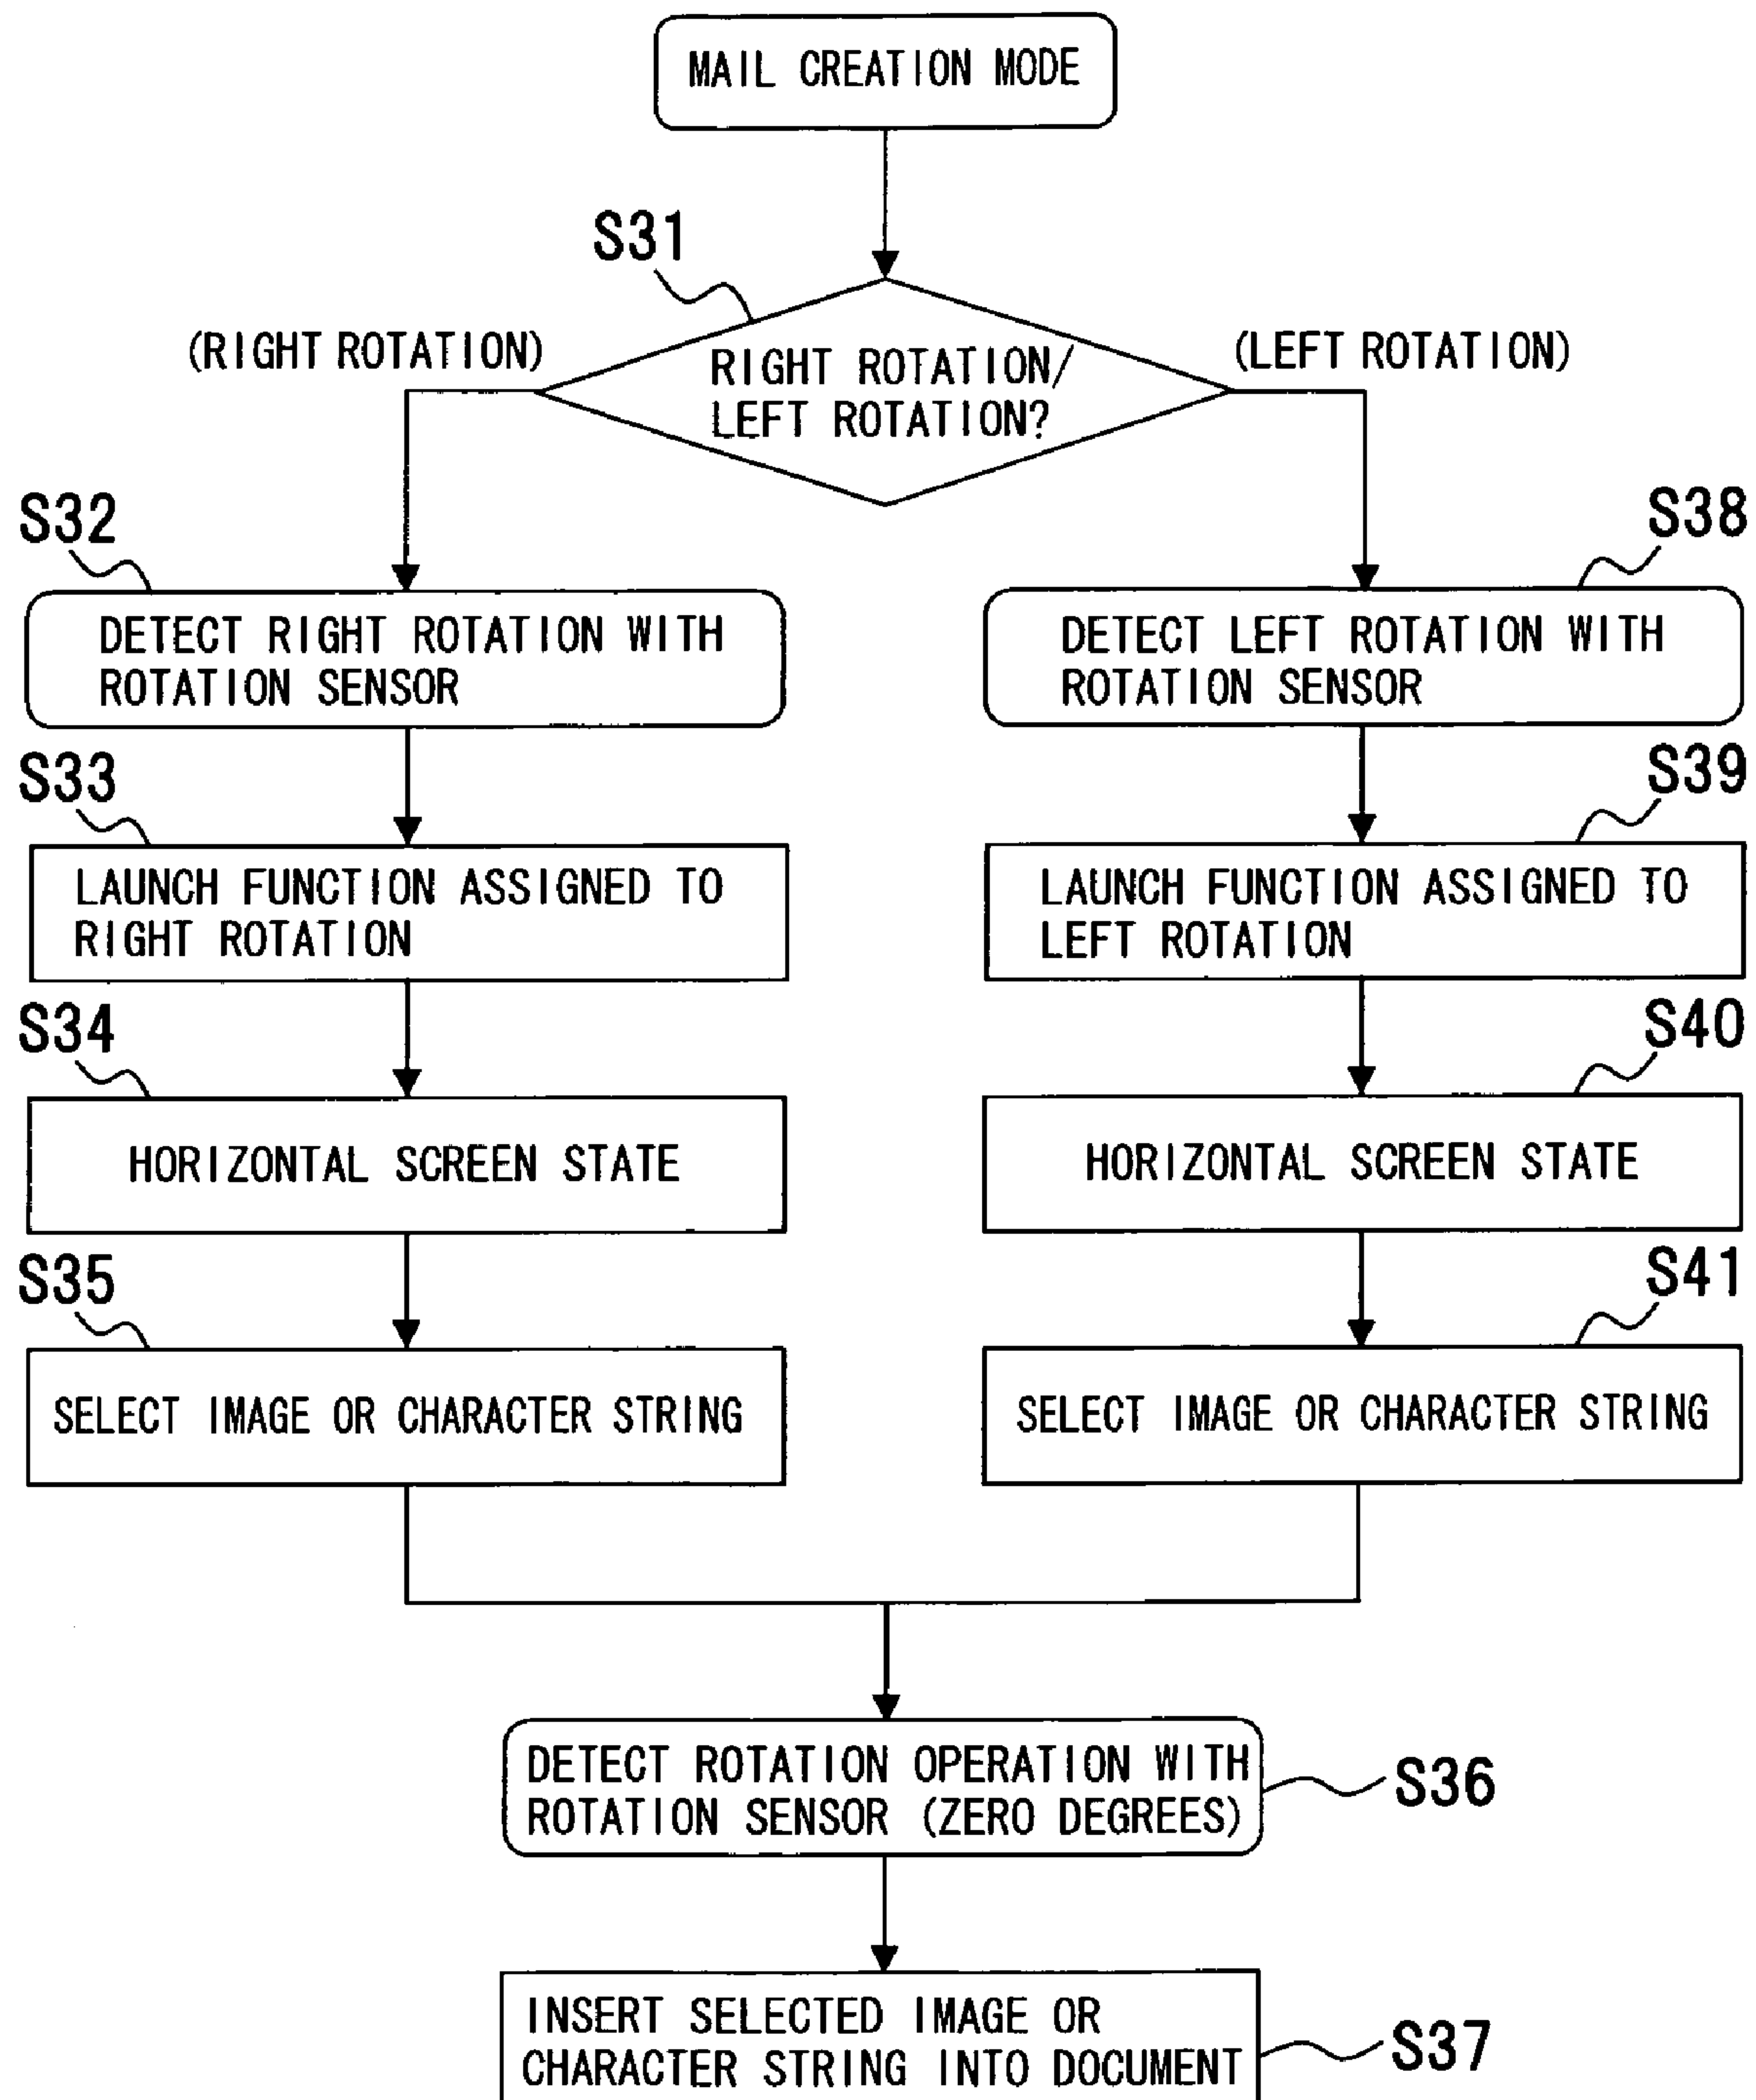 MAIL CREATION MODE
S31
(RIGHT ROTATION)
(LEFT ROTATION)
RIGHT ROTATION/
LEFT ROTATION?
S32
DETECT RIGHT ROTATION WITH
ROTATION SENSOR
S38
DETECT LEFT ROTATION WITH
ROTATION SENSOR
S33
LAUNCH FUNCTION ASSIGNED TO
RIGHT ROTATION
S39
LAUNCH FUNCTION ASSIGNED TO
LEFT ROTATION
S34
HORIZONTAL SCREEN STATE
S40
HORIZONTAL SCREEN STATE
S35
SELECT IMAGE OR CHARACTER STRING
S41
SELECT IMAGE OR CHARACTER STRING
DETECT ROTATION OPERATION WITH
ROTATION SENSOR (ZERO DEGREES)
S36
INSERT SELECTED IMAGE OR
CHARACTER STRING INTO DOCUMENT
S37